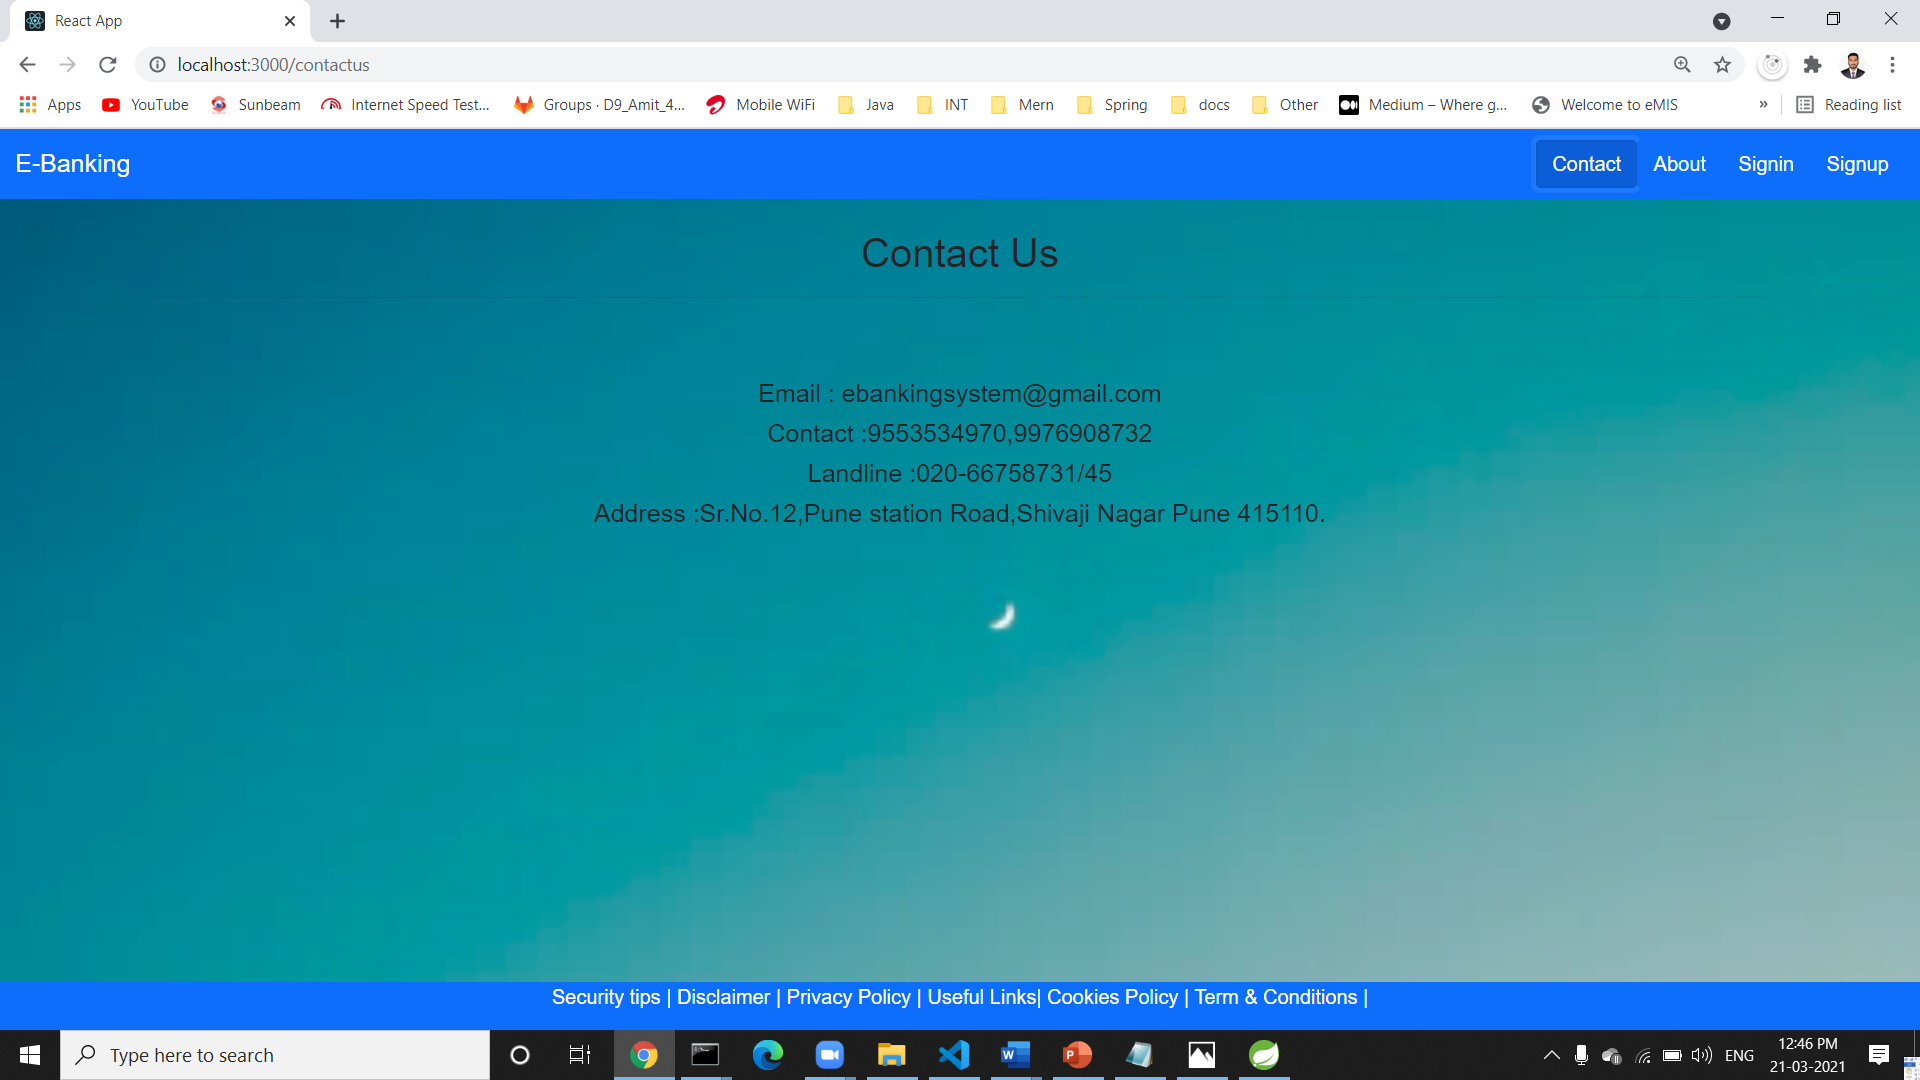 React App
localhost:3000/contactus
Apps YouTube Sunbeam Internet Speed Test... Groups · D9_Amit_4... Mobile WiFi Java INT Mern Spring docs Other Medium – Where g... Welcome to eMIS » Reading list
E-Banking Contact About Signin Signup
Contact Us
Email : ebankingsystem@gmail.com
Contact :9553534970,9976908732
Landline :020-66758731/45
Address :Sr.No.12,Pune station Road,Shivaji Nagar Pune 415110.
Security tips | Disclaimer | Privacy Policy | Useful Links| Cookies Policy | Term & Conditions |
Type here to search
ENG
12:46 PM
21-03-2021